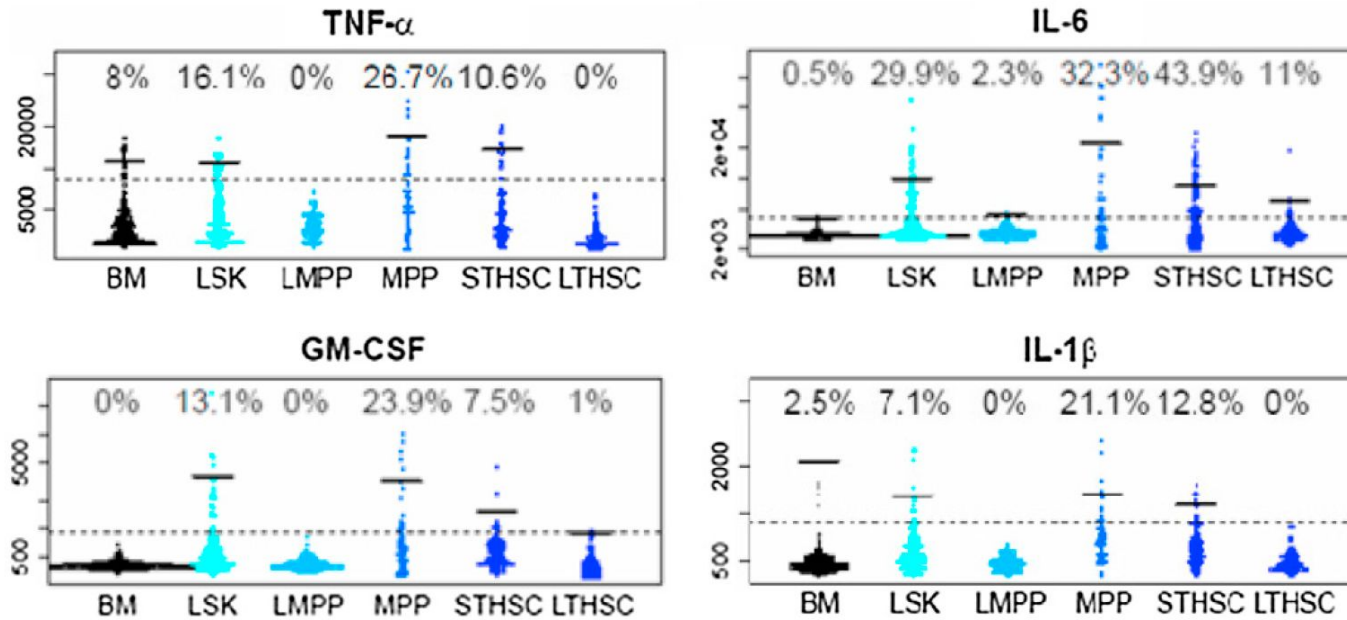 TNF-α
8% 16.1% 0% 26.7% 10.6% 0%
20000
5000
BM LSK LMPP MPP STHSC LTHSC
IL-6
0.5% 29.9% 2.3% 32.3% 43.9% 11%
2e+04
2e+03
BM LSK LMPP MPP STHSC LTHSC
GM-CSF
0% 13.1% 0% 23.9% 7.5% 1%
5000
500
BM LSK LMPP MPP STHSC LTHSC
IL-1β
2.5% 7.1% 0% 21.1% 12.8% 0%
2000
500
BM LSK LMPP MPP STHSC LTHSC